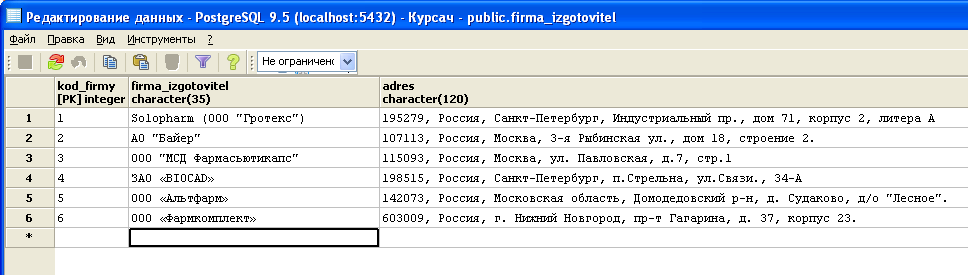 Редактирование данных - PostgreSQL 9.5 (localhost:5432) - Курсач - public.firma_izgotovitel
Файл Правка Вид Инструменты ?
Не ограничено
kod_firmy firma_izgotovitel adres
[PK] integer character(35) character(120)
1 1 Solopharm (ООО "Гротекс") 195279, Россия, Санкт-Петербург, Индустриальный пр., дом 71, корпус 2, литера А
2 2 АО "Байер" 107113, Россия, Москва, 3-я Рыбинская ул., дом 18, строение 2.
3 3 ООО "МСД Фармасьютикапс" 115093, Россия, Москва, ул. Павловская, д.7, стр.1
4 4 ЗАО «BIOCAD» 198515, Россия, Санкт-Петербург, п.Стрельна, ул.Связи., 34-А
5 5 ООО «Альтфарм» 142073, Россия, Московская область, Домодедовский р-н, д. Судаково, д/о "Лесное".
6 6 ООО «Фармкомплект» 603009, Россия, г. Нижний Новгород, пр-т Гагарина, д. 37, корпус 23.
*